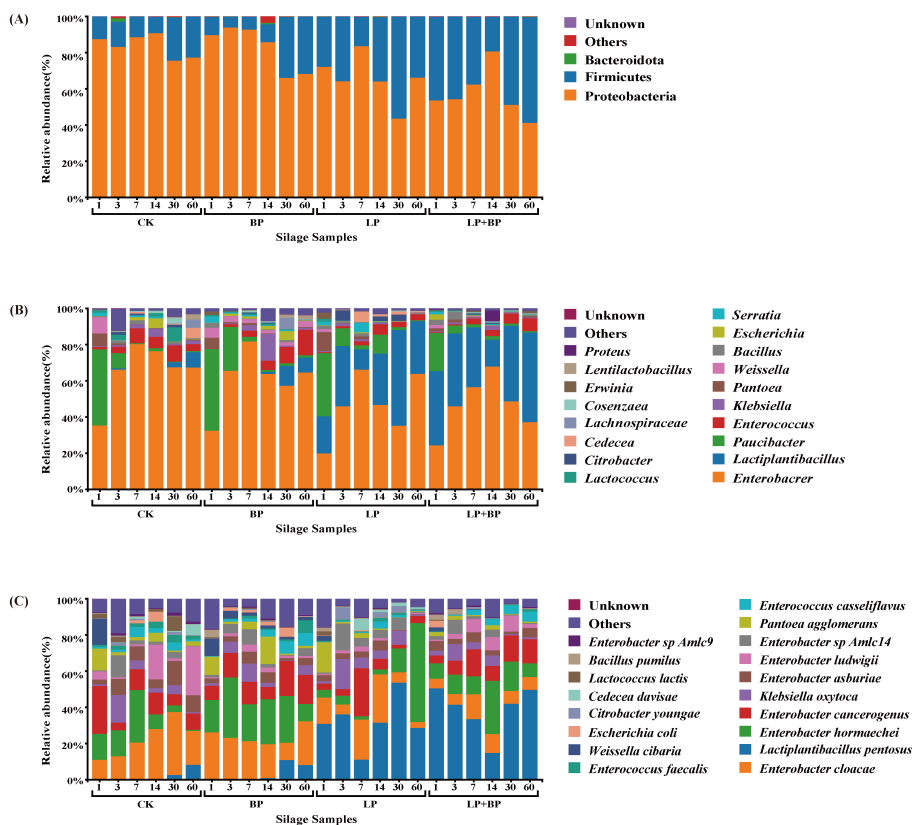 (A)
Relative abundance(%)
100%
80%
60%
40%
20%
0%
1 3 7 14 30 60 1 3 7 14 30 60 1 3 7 14 30 60 1 3 7 14 30 60
CK BP LP LP+BP
Silage Samples
Unknown
Others
Bacteroidota
Firmicutes
Proteobacteria
(B)
Relative abundance(%)
100%
80%
60%
40%
20%
0%
1 3 7 14 30 60 1 3 7 14 30 60 1 3 7 14 30 60 1 3 7 14 30 60
CK BP LP LP+BP
Silage Samples
Unknown
Others
Proteus
Lentilactobacillus
Erwinia
Cosenzaea
Lachnospiraceae
Cedecea
Citrobacter
Lactococcus
Serratia
Escherichia
Bacillus
Weissella
Pantoea
Klebsiella
Enterococcus
Paucibacter
Lactiplantibacillus
Enterobacrer
(C)
Relative abundance(%)
100%
80%
60%
40%
20%
0%
1 3 7 14 30 60 1 3 7 14 30 60 1 3 7 14 30 60 1 3 7 14 30 60
CK BP LP LP+BP
Silage Samples
Unknown
Others
Enterobacter sp Amlc9
Bacillus pumilus
Lactococcus lactis
Cedecea davisae
Citrobacter youngae
Escherichia coli
Weissella cibaria
Enterococcus faecalis
Enterococcus casseliflavus
Pantoea agglomerans
Enterobacter sp Amlc14
Enterobacter ludwigii
Enterobacter asburiae
Klebsiella oxytoca
Enterobacter cancerogenus
Enterobacter hormaechei
Lactiplantibacillus pentosus
Enterobacter cloacae